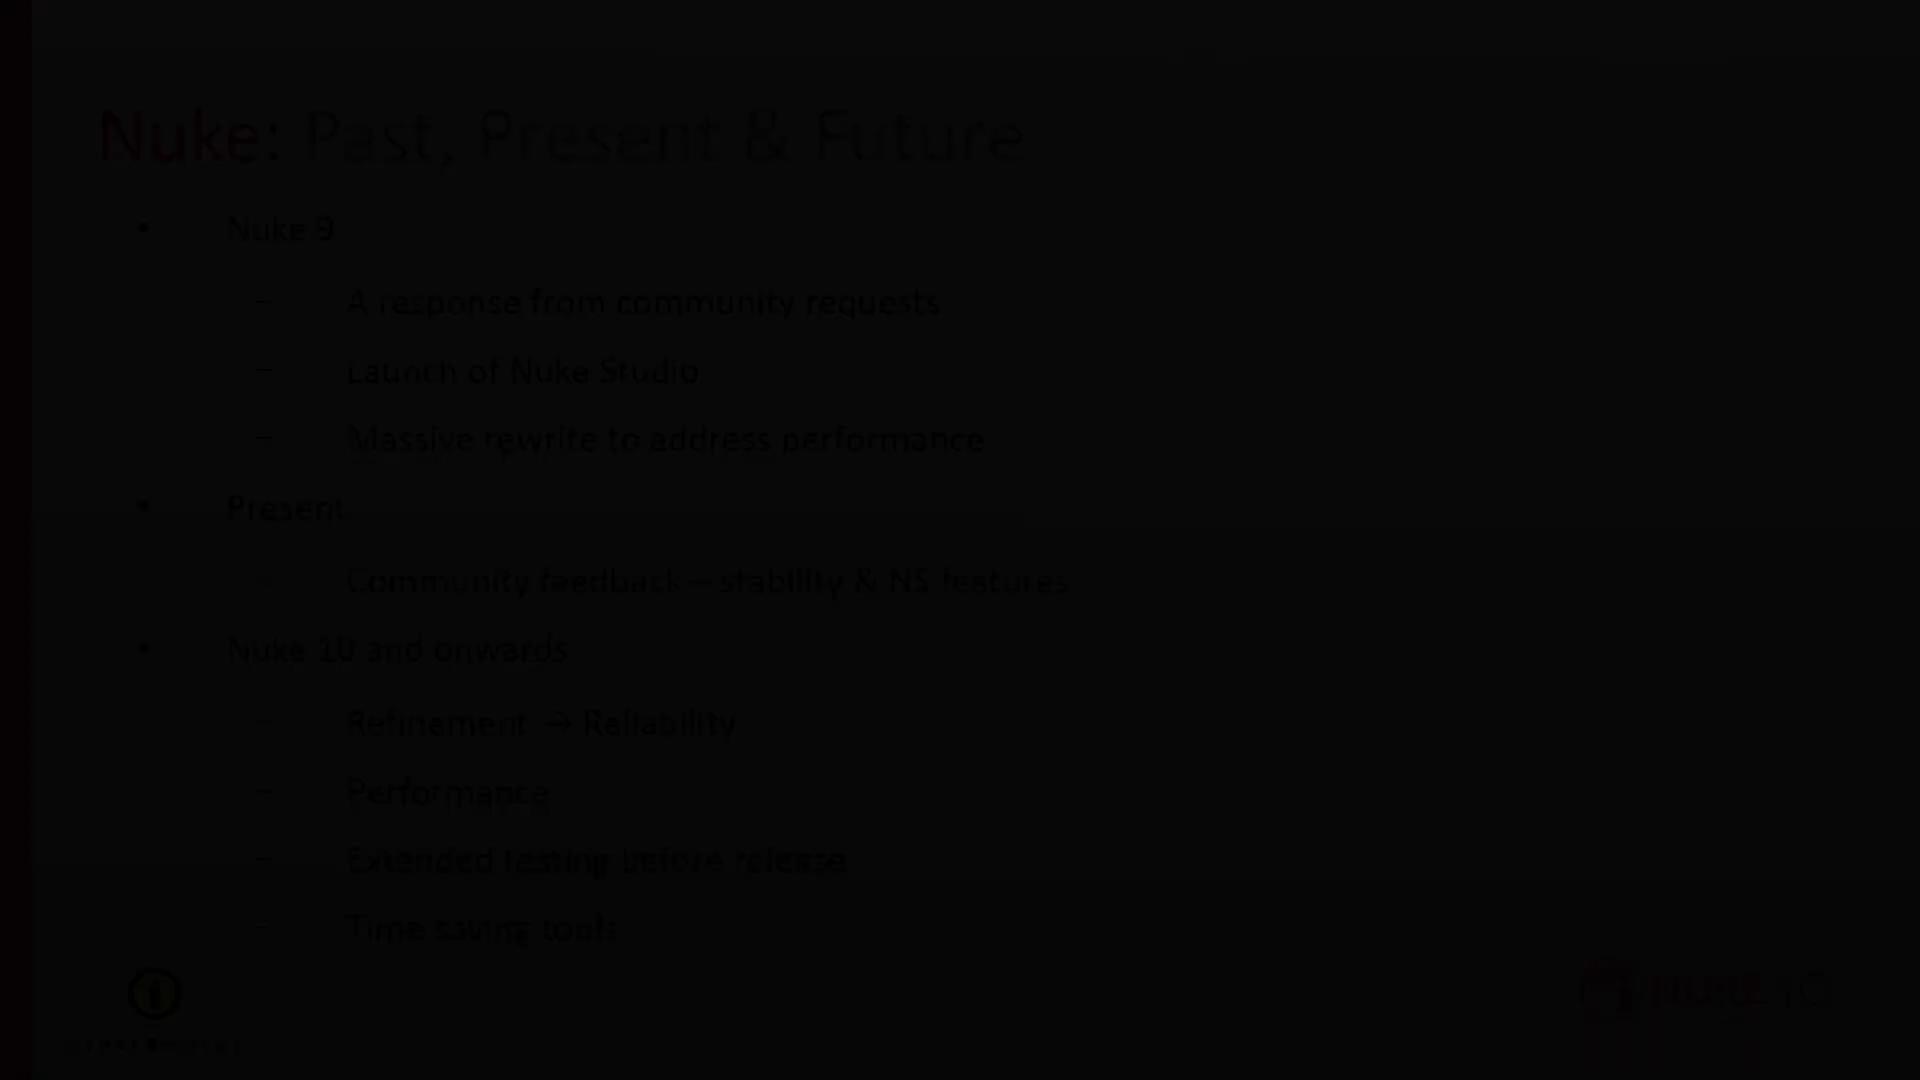 Nuke: Past, Present & Future
• Nuke 9
– A response from community requests
– Launch of Nuke Studio
– Massive rewrite to address performance
• Present
– Community feedback – stability & NS features
• Nuke 10 and onwards
– Refinement → Reliability
– Performance
– Extended testing before release
– Time saving tools
NUKE 10